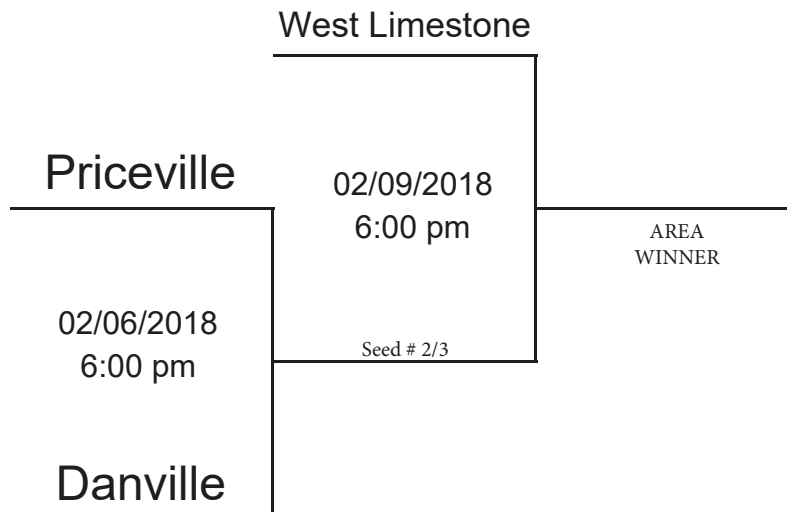 West Limestone
Priceville
02/09/2018
6:00 pm
AREA
WINNER
02/06/2018
6:00 pm
Seed # 2/3
Danville